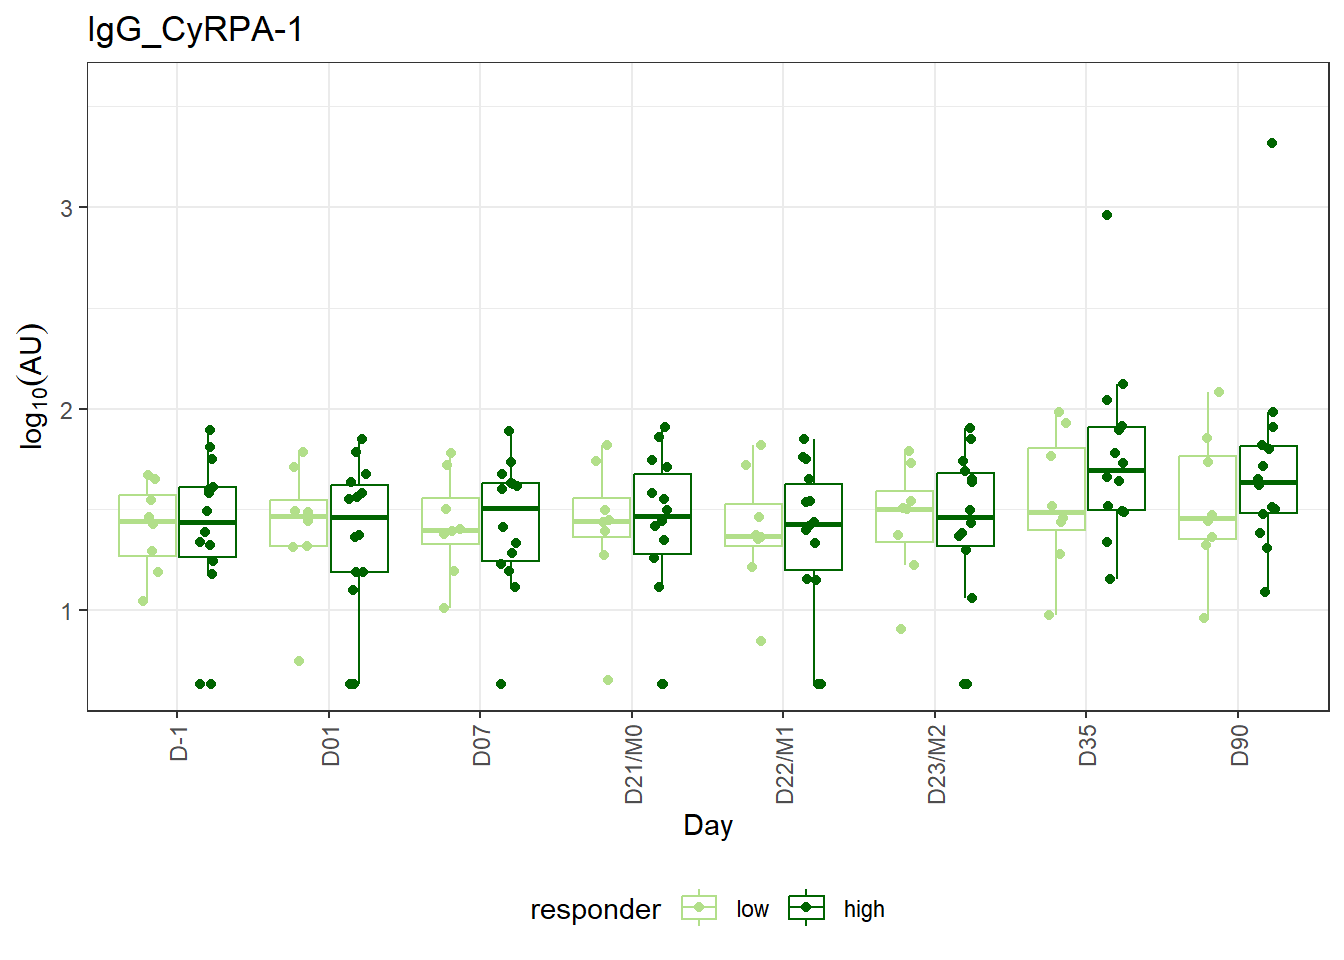 IgG_CyRPA-1
log₁₀(AU)
3
2
1
D-1 D01 D07 D21/M0 D22/M1 D23/M2 D35 D90
Day
responder low high